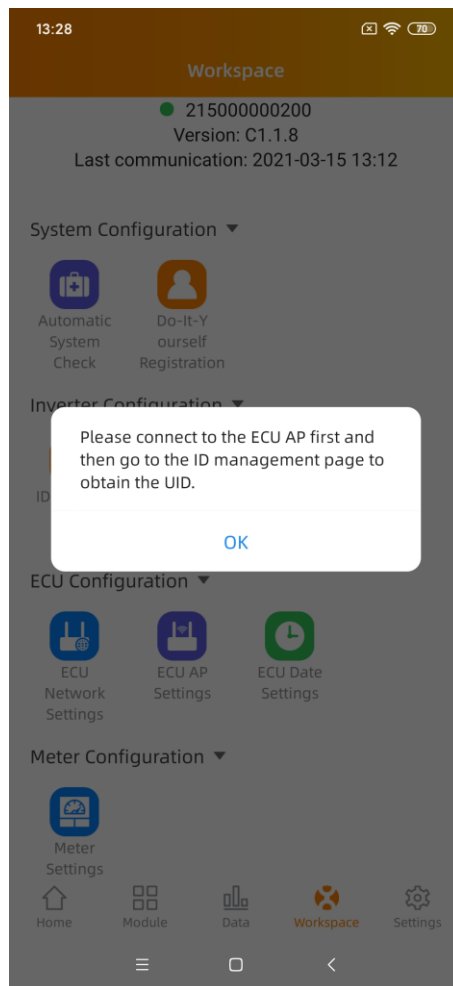 13:28
70
Workspace
215000000200
Version: C1.1.8
Last communication: 2021-03-15 13:12
System Configuration
Automatic
System
Check
Do-It-Y
ourself
Registration
Inverter Configuration
ID
Please connect to the ECU AP first and
then go to the ID management page to
obtain the UID.
OK
ECU Configuration
ECU
Network
Settings
ECU AP
Settings
ECU Date
Settings
Meter Configuration
Meter
Settings
Home
Module
Data
Workspace
Settings